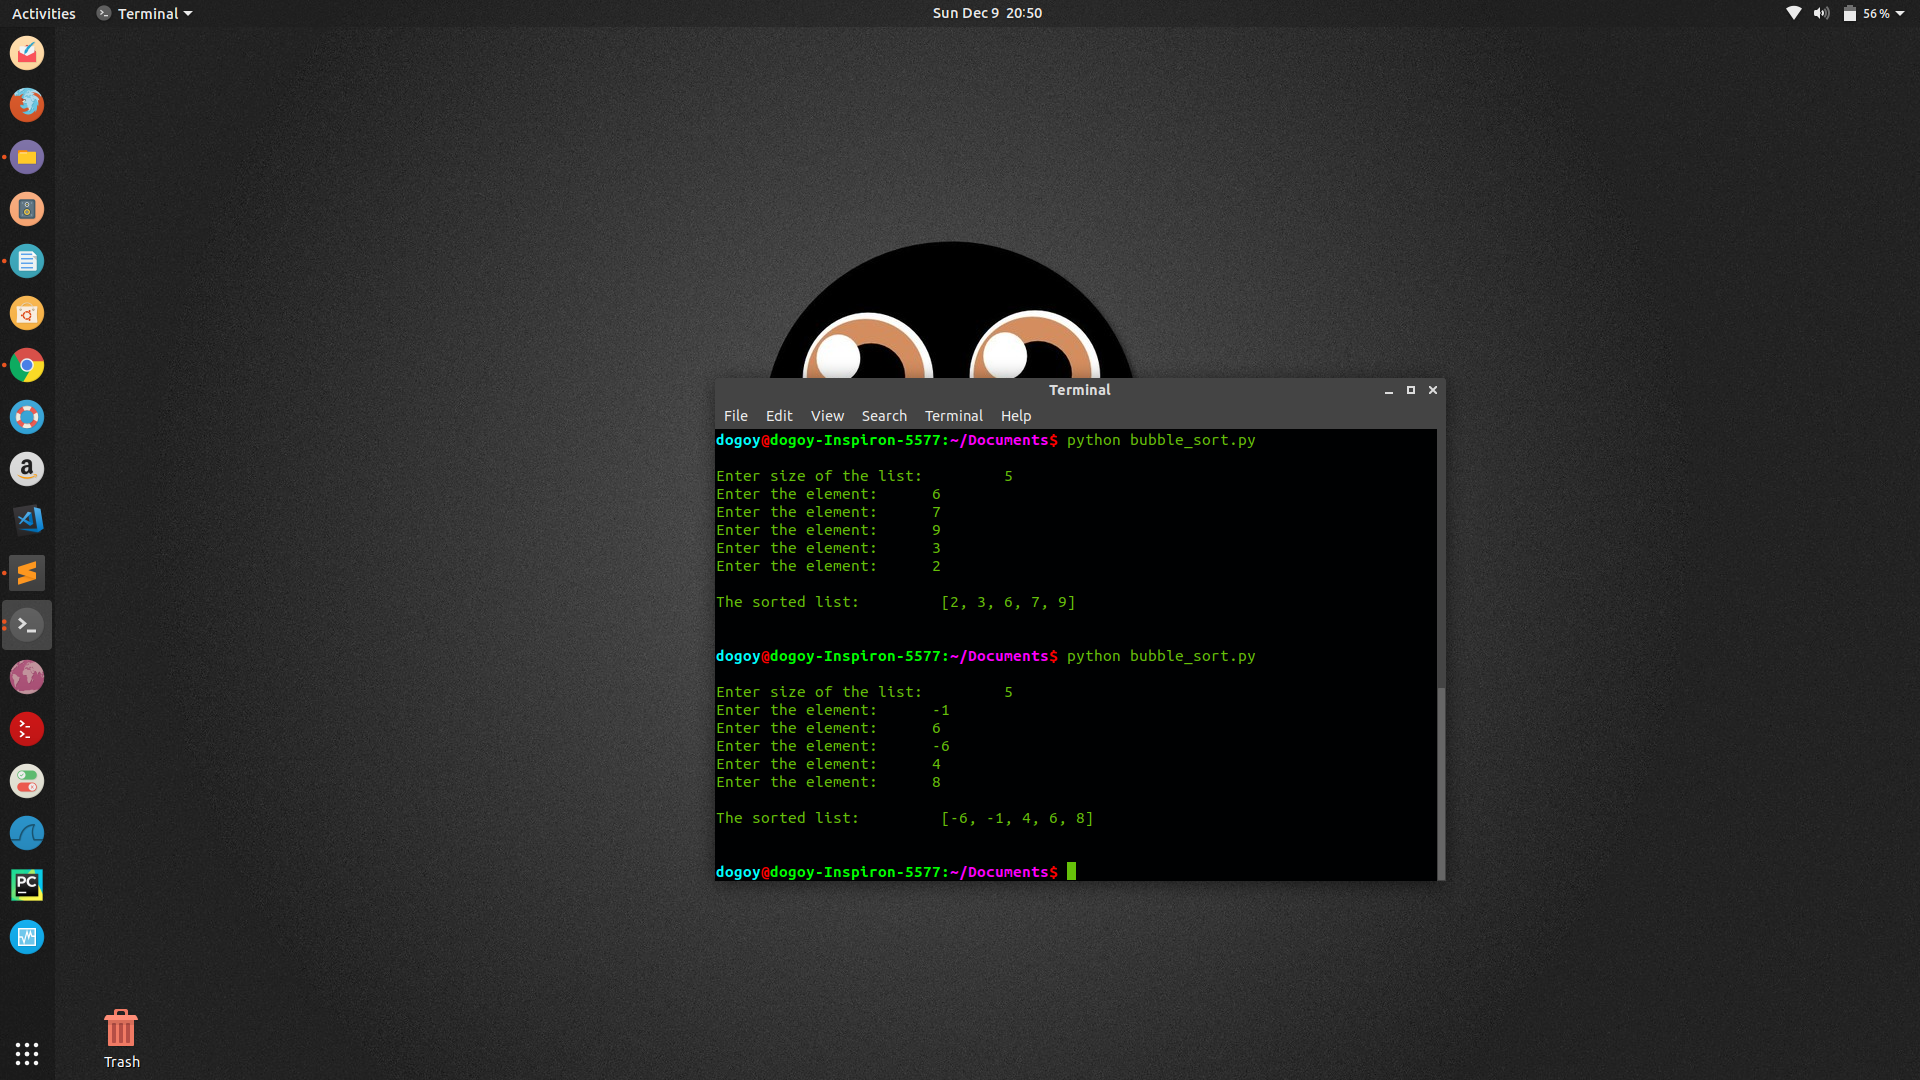 Activities Terminal Sun Dec 9 20:50 56 %
Terminal
File Edit View Search Terminal Help
dogoy@dogoy-Inspiron-5577:~/Documents$ python bubble_sort.py
Enter size of the list: 5
Enter the element: 6
Enter the element: 7
Enter the element: 9
Enter the element: 3
Enter the element: 2
The sorted list: [2, 3, 6, 7, 9]
dogoy@dogoy-Inspiron-5577:~/Documents$ python bubble_sort.py
Enter size of the list: 5
Enter the element: -1
Enter the element: 6
Enter the element: -6
Enter the element: 4
Enter the element: 8
The sorted list: [-6, -1, 4, 6, 8]
dogoy@dogoy-Inspiron-5577:~/Documents$
a
PC
Trash